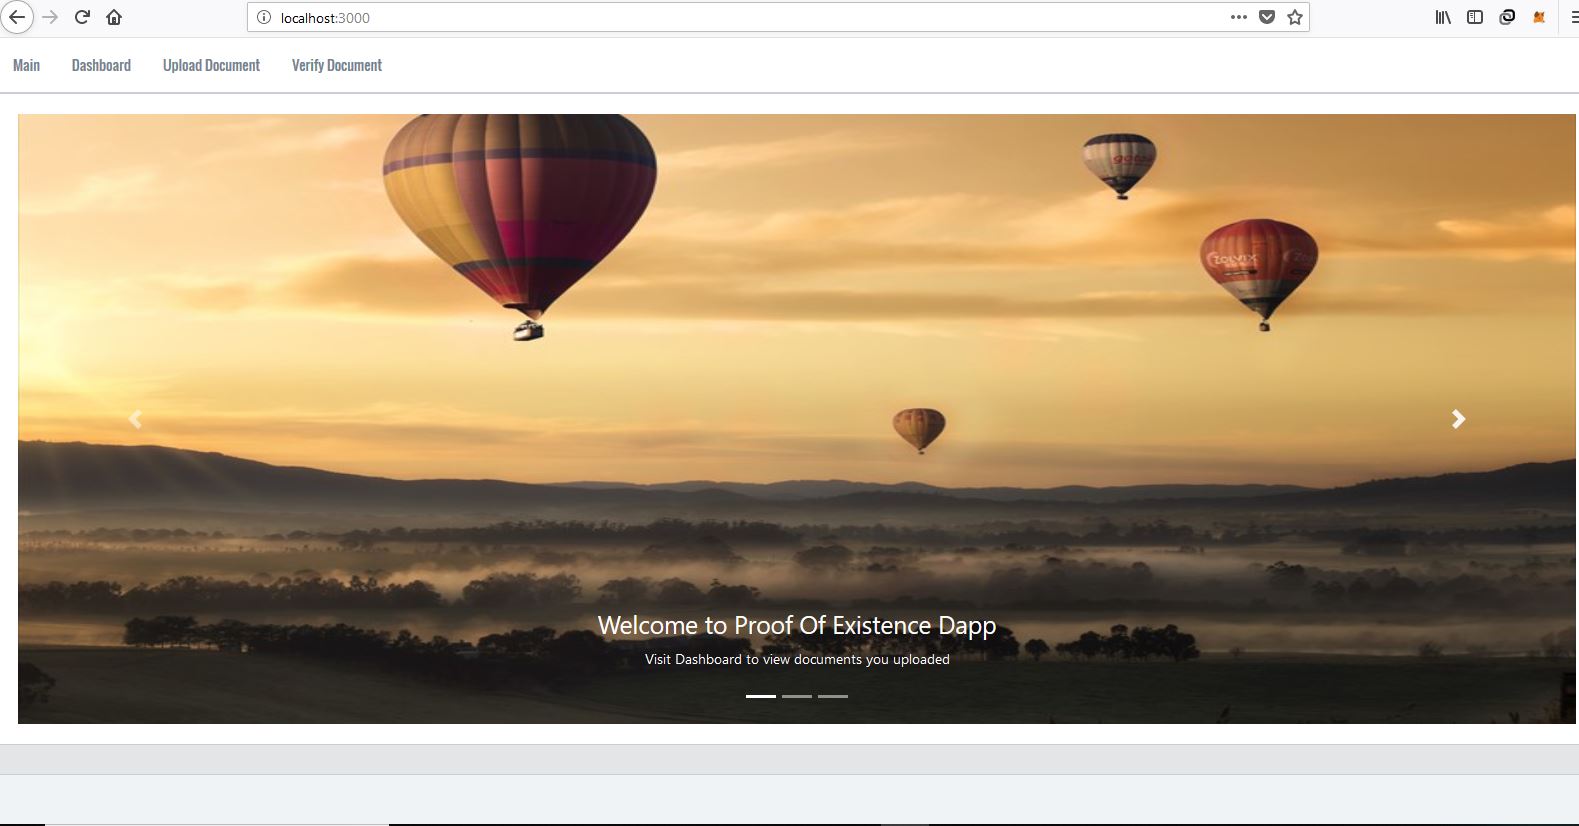 localhost:3000
Main Dashboard Upload Document Verify Document
ZOLVIX
Welcome to Proof Of Existence Dapp
Visit Dashboard to view documents you uploaded